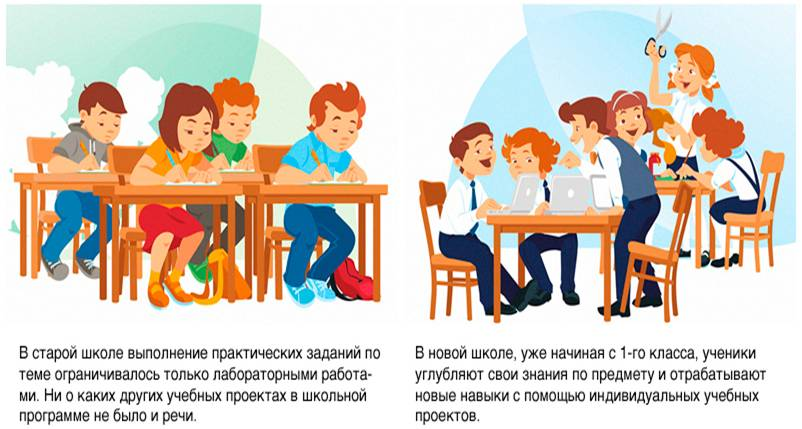 В старой школе выполнение практических заданий по
теме ограничивалось только лабораторными работа-
ми. Ни о каких других учебных проектах в школьной
программе не было и речи.
В новой школе, уже начиная с 1-го класса, ученики
углубляют свои знания по предмету и отрабатывают
новые навыки с помощью индивидуальных учебных
проектов.